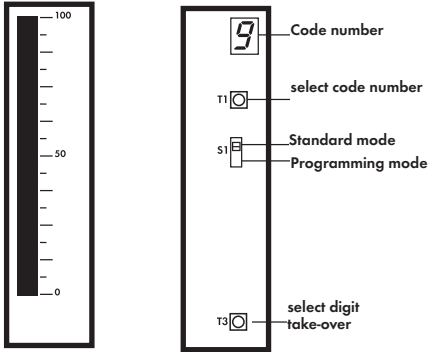 100
50
0
9
Code number
T1
select code number
S1
Standard mode
Programming mode
T3
select digit
take-over